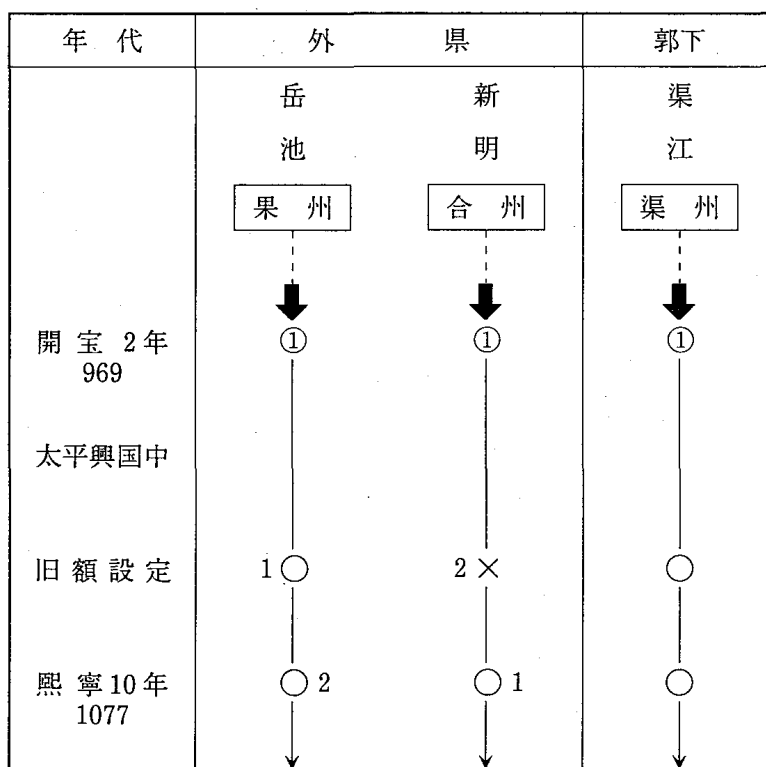 年代 外県 郭下
岳池 新明 渠江
果州 合州 渠州
開宝2年 ① ① ①
969
太平興国中
旧額設定 1○ 2× ○
熙寧10年 ○2 ○1 ○
1077